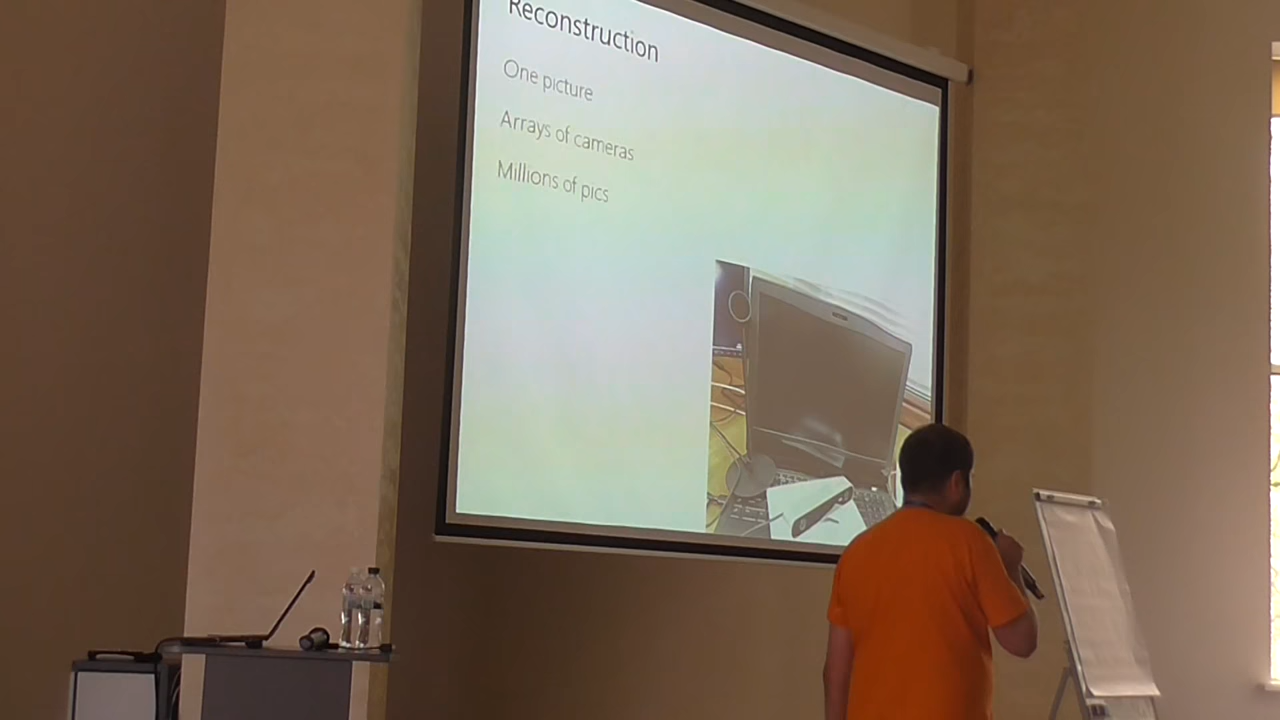 Reconstruction
One picture
Arrays of cameras
Millions of pics